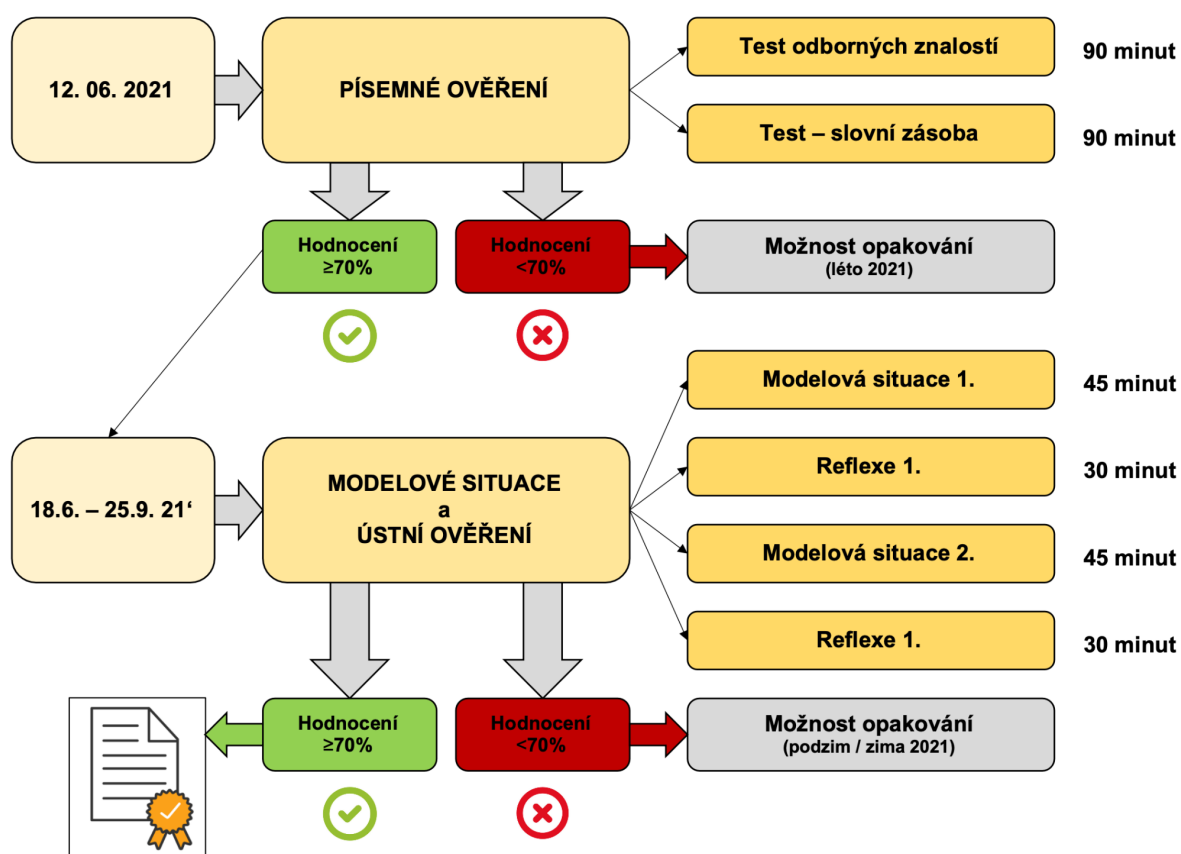 12. 06. 2021
PÍSEMNÉ OVĚŘENÍ
Test odborných znalostí
90 minut
Test – slovní zásoba
90 minut
Hodnocení
≥70%
Hodnocení
<70%
Možnost opakování
(léto 2021)
18.6. – 25.9. 21‘
MODELOVÉ SITUACE
a
ÚSTNÍ OVĚŘENÍ
Modelová situace 1.
45 minut
Reflexe 1.
30 minut
Modelová situace 2.
45 minut
Reflexe 1.
30 minut
Hodnocení
≥70%
Hodnocení
<70%
Možnost opakování
(podzim / zima 2021)